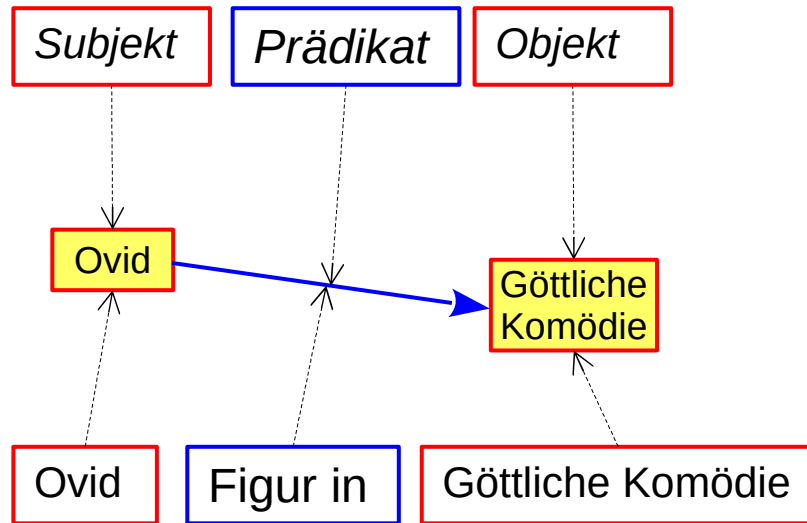 Subjekt
Prädikat
Objekt
Ovid
Göttliche
Komödie
Ovid
Figur in
Göttliche Komödie